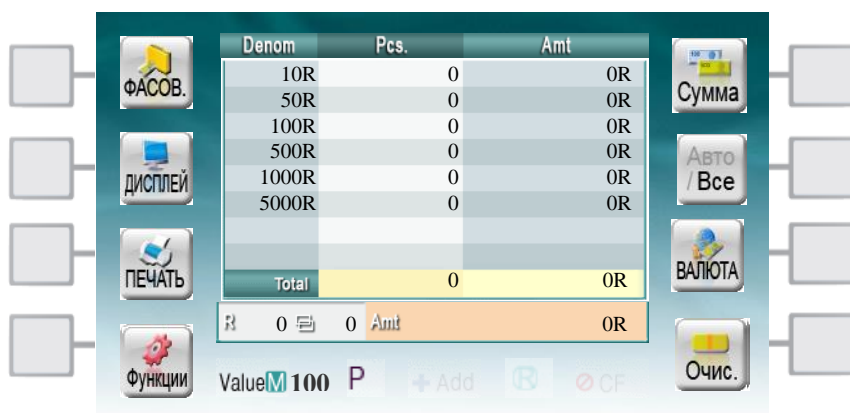 Denom Pcs. Amt
10R 0 0R
50R 0 0R
100R 0 0R
500R 0 0R
1000R 0 0R
5000R 0 0R
Total 0 0R
R 0 0 Amt 0R
Value M 100 P + Add R CF
ФАСОВ.
ДИСПЛЕЙ
ПЕЧАТЬ
Функции
Сумма
Авто
/ Все
ВАЛЮТА
Очис.